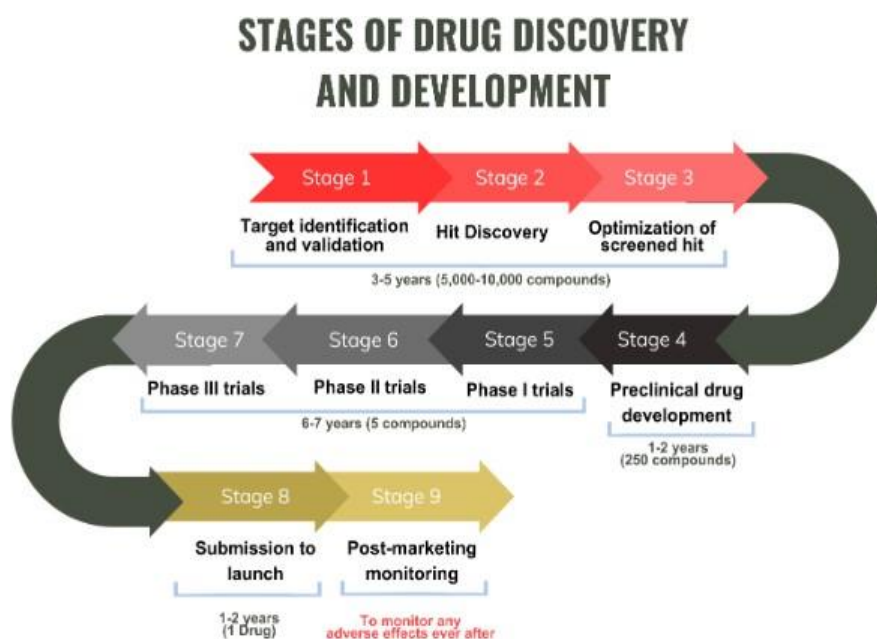 STAGES OF DRUG DISCOVERY
AND DEVELOPMENT
Stage 1
Stage 2
Stage 3
Target identification
and validation
Hit Discovery
Optimization of
screened hit
3-5 years (5,000-10,000 compounds)
Stage 4
Stage 5
Stage 6
Stage 7
Preclinical drug
development
Phase I trials
Phase II trials
Phase III trials
1-2 years
(250 compounds)
6-7 years (5 compounds)
Stage 8
Stage 9
Submission to
launch
Post-marketing
monitoring
1-2 years
(1 Drug)
To monitor any
adverse effects ever after